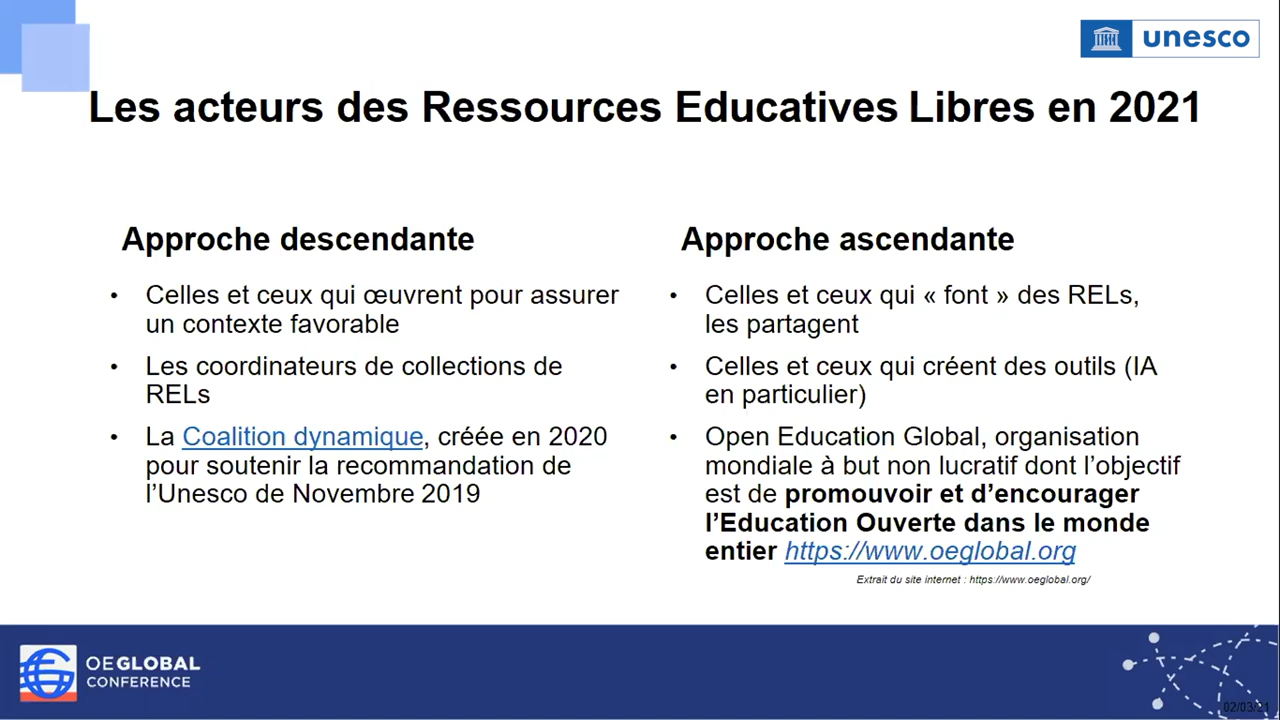 unesco
Les acteurs des Ressources Educatives Libres en 2021
Approche descendante
• Celles et ceux qui œuvrent pour assurer
un contexte favorable
• Les coordinateurs de collections de
RELs
• La Coalition dynamique, créée en 2020
pour soutenir la recommandation de
l’Unesco de Novembre 2019
Approche ascendante
• Celles et ceux qui « font » des RELs,
les partagent
• Celles et ceux qui créent des outils (IA
en particulier)
• Open Education Global, organisation
mondiale à but non lucratif dont l’objectif
est de promouvoir et d’encourager
l’Education Ouverte dans le monde
entier https://www.oeglobal.org
Extrait du site internet : https://www.oeglobal.org/
OEGLOBAL
CONFERENCE
02/03/21